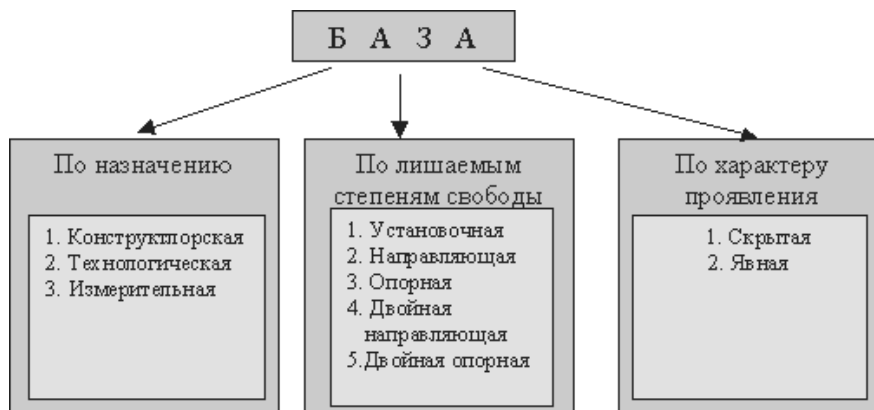 Б А З А
По назначению
1. Конструктпорская
2. Технологическая
3. Измерительная
По лишаемым
степеням свободы
1. Установочная
2. Направляющая
3. Опорная
4. Двойная
направляющая
5.Двойная опорная
По характеру
проявления
1. Скрытая
2. Явная